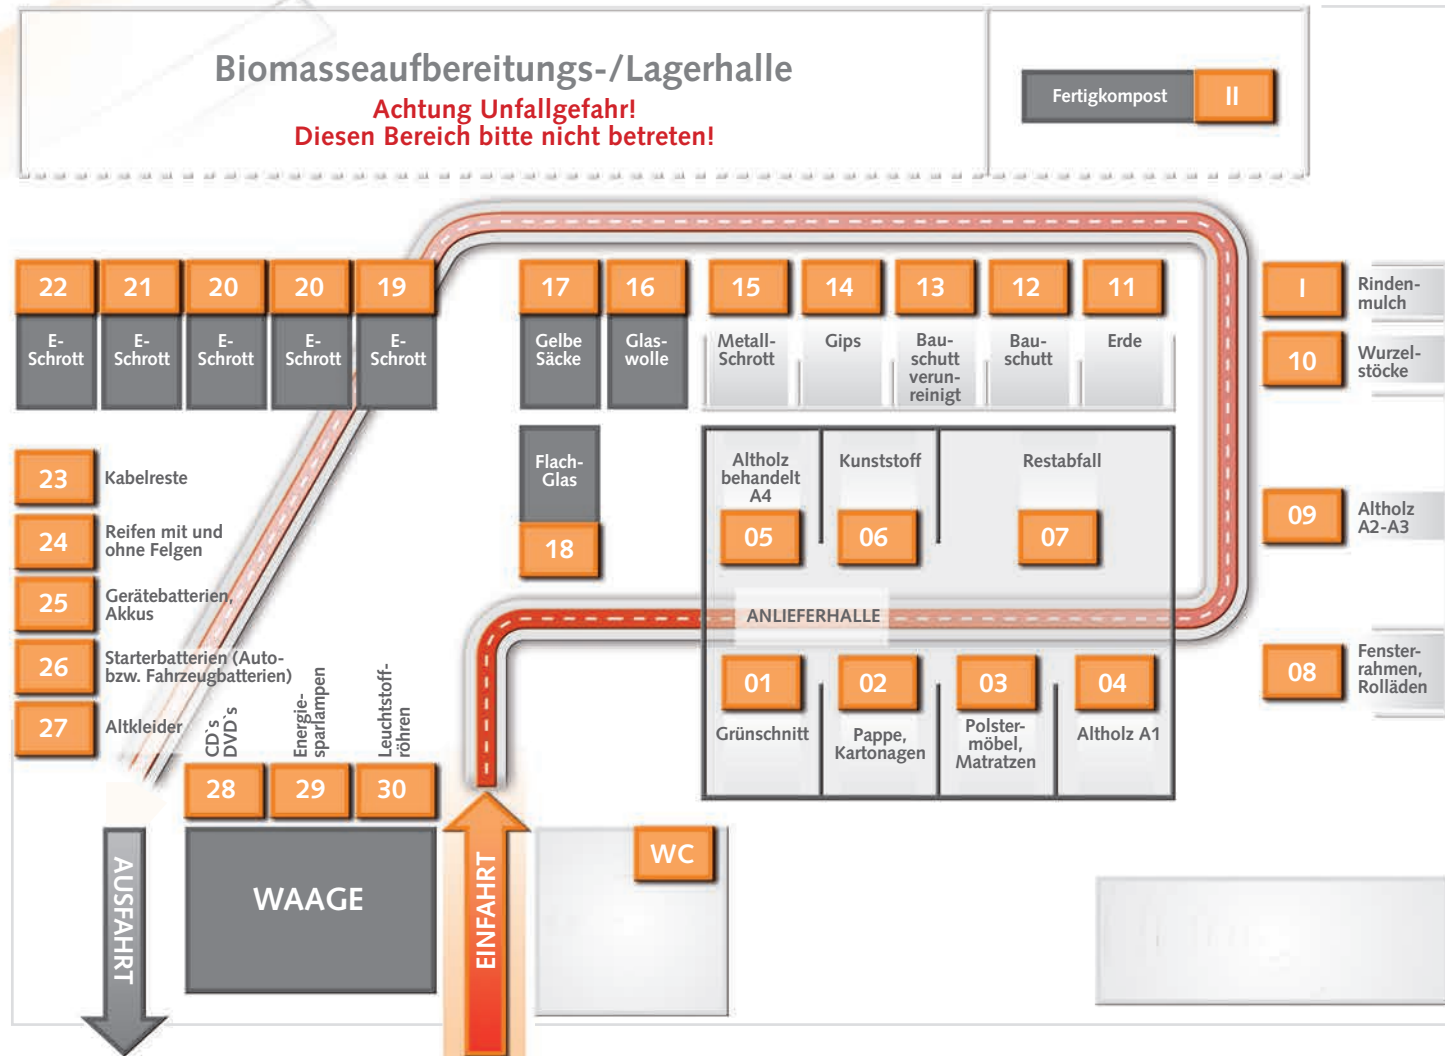 Biomasseaufbereitungs-/Lagerhalle
Achtung Unfallgefahr!
Diesen Bereich bitte nicht betreten!
Fertigkompost
II
22
E-
Schrott
21
E-
Schrott
20
E-
Schrott
20
E-
Schrott
19
E-
Schrott
17
Gelbe
Säcke
16
Glas-
wolle
15
Metall-
Schrott
14
Gips
13
Bau-
schutt
verun-
reinigt
12
Bau-
schutt
11
Erde
I
Rinden-
mulch
10
Wurzel-
stöcke
23
Kabelreste
24
Reifen mit und
ohne Felgen
25
Gerätebatterien,
Akkus
26
Starterbatterien (Auto-
bzw. Fahrzeugbatterien)
27
Altkleider
Flach-
Glas
18
Altholz
behandelt
A4
05
Kunststoff
06
Restabfall
07
09
Altholz
A2-A3
ANLIEFERHALLE
01
Grünschnitt
02
Pappe,
Kartonagen
03
Polster-
möbel,
Matratzen
04
Altholz A1
08
Fenster-
rahmen,
Rolläden
CD`s
DVD`s
28
Energie-
sparlampen
29
Leuchtstoff-
röhren
30
AUSFAHRT
WAAGE
EINFAHRT
WC